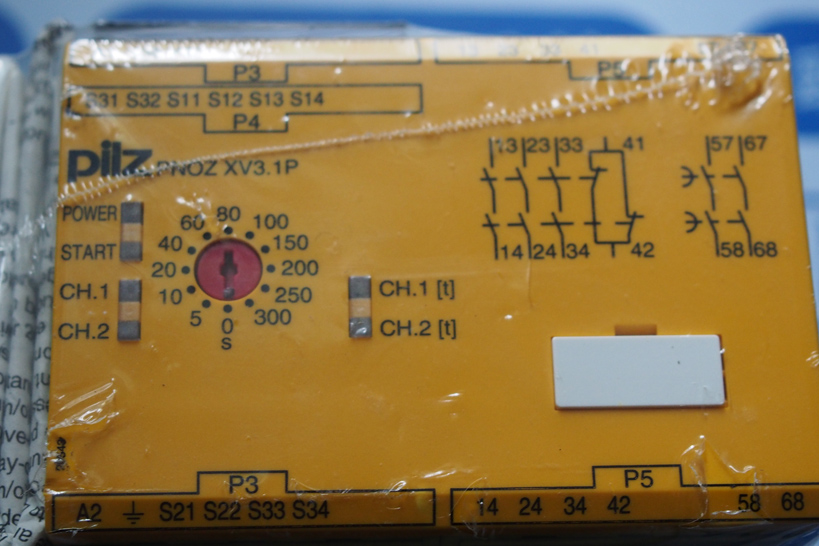 P3
S31 S32 S11 S12 S13 S14
P4
pilz PNOZ XV3.1P
13 23 33 41 57 67
14 24 34 42 58 68
POWER
START
CH.1
CH.2
60 80 100
40 150
20 200
10 250
5 0 300
s
CH.1 [t]
CH.2 [t]
P3
A2 S21 S22 S33 S34
P5
14 24 34 42 58 68